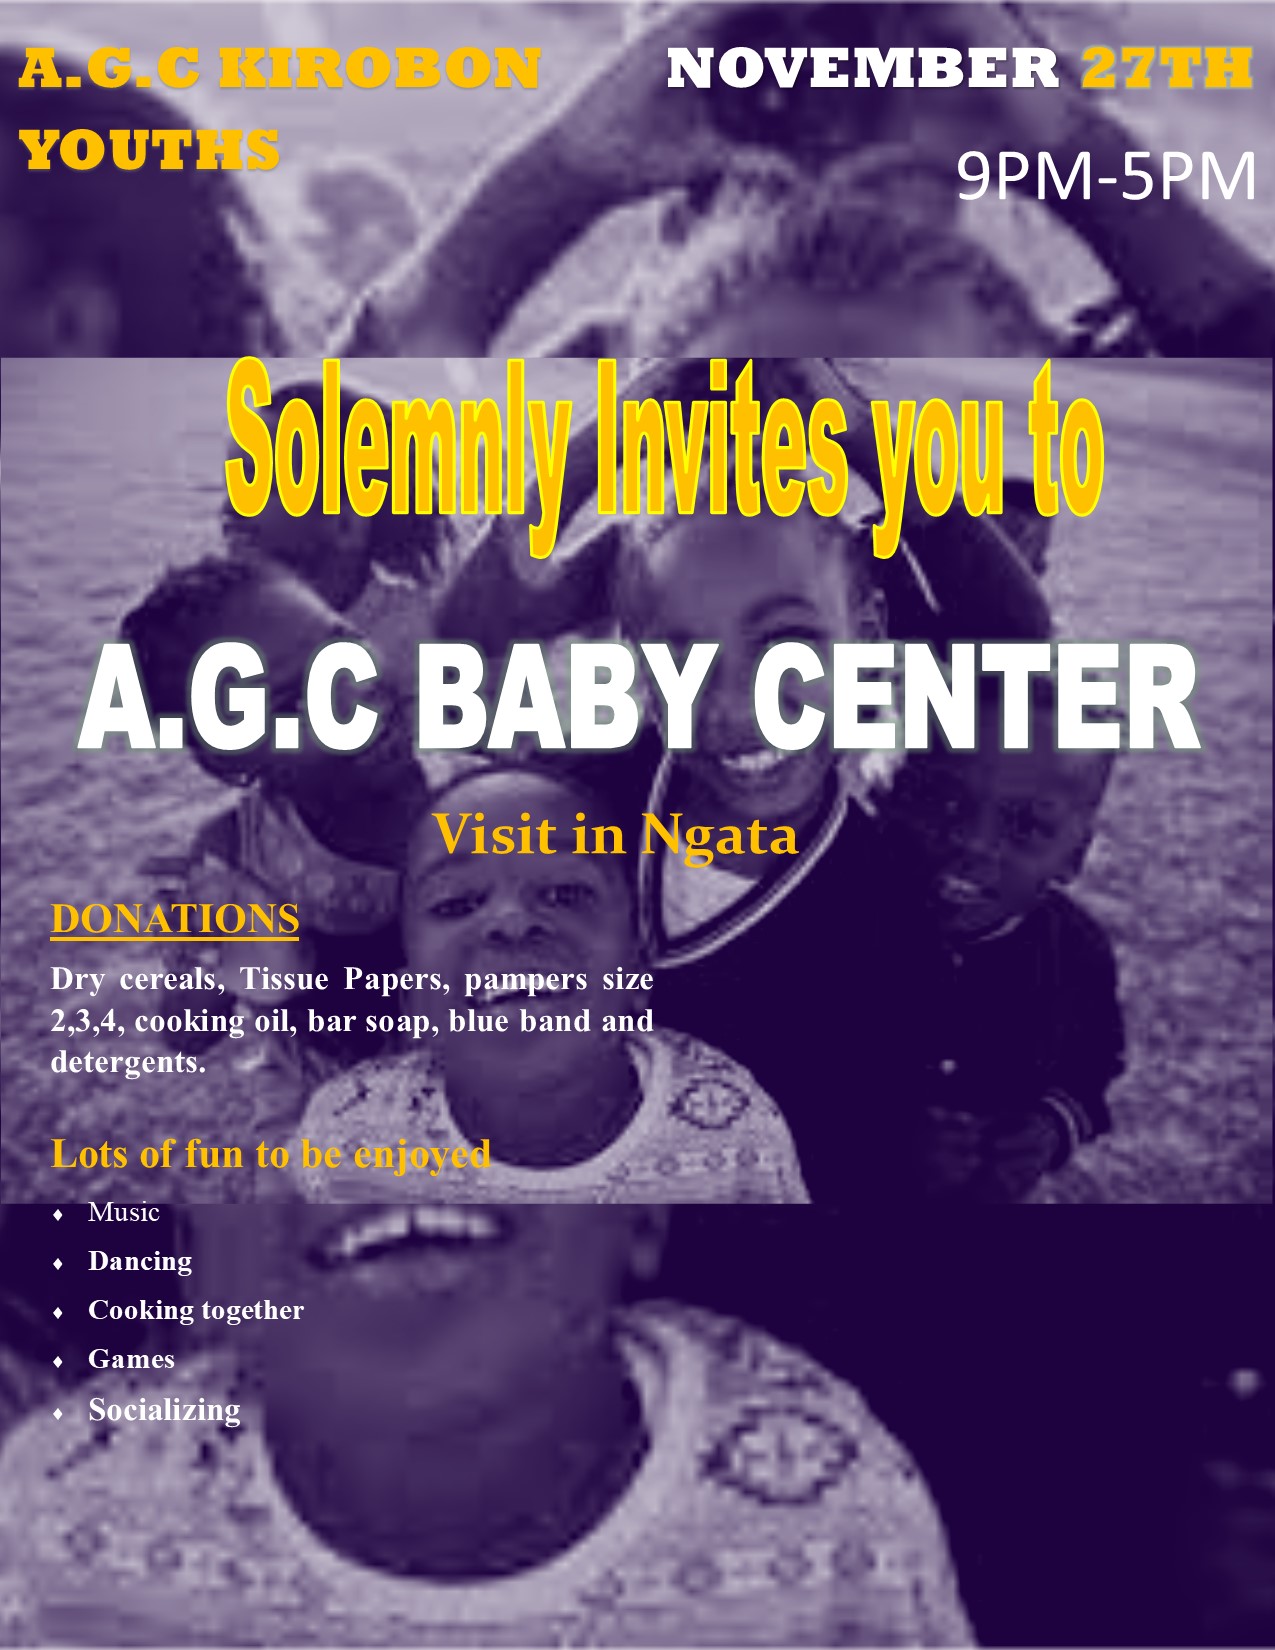 A.G.C KIROBON
YOUTHS
NOVEMBER 27TH
9PM-5PM
Solemnly Invites you to
A.G.C BABY CENTER
Visit in Ngata
DONATIONS
Dry cereals, Tissue Papers, pampers size
2,3,4, cooking oil, bar soap, blue band and
detergents.
Lots of fun to be enjoyed
♦ Music
♦ Dancing
♦ Cooking together
♦ Games
♦ Socializing